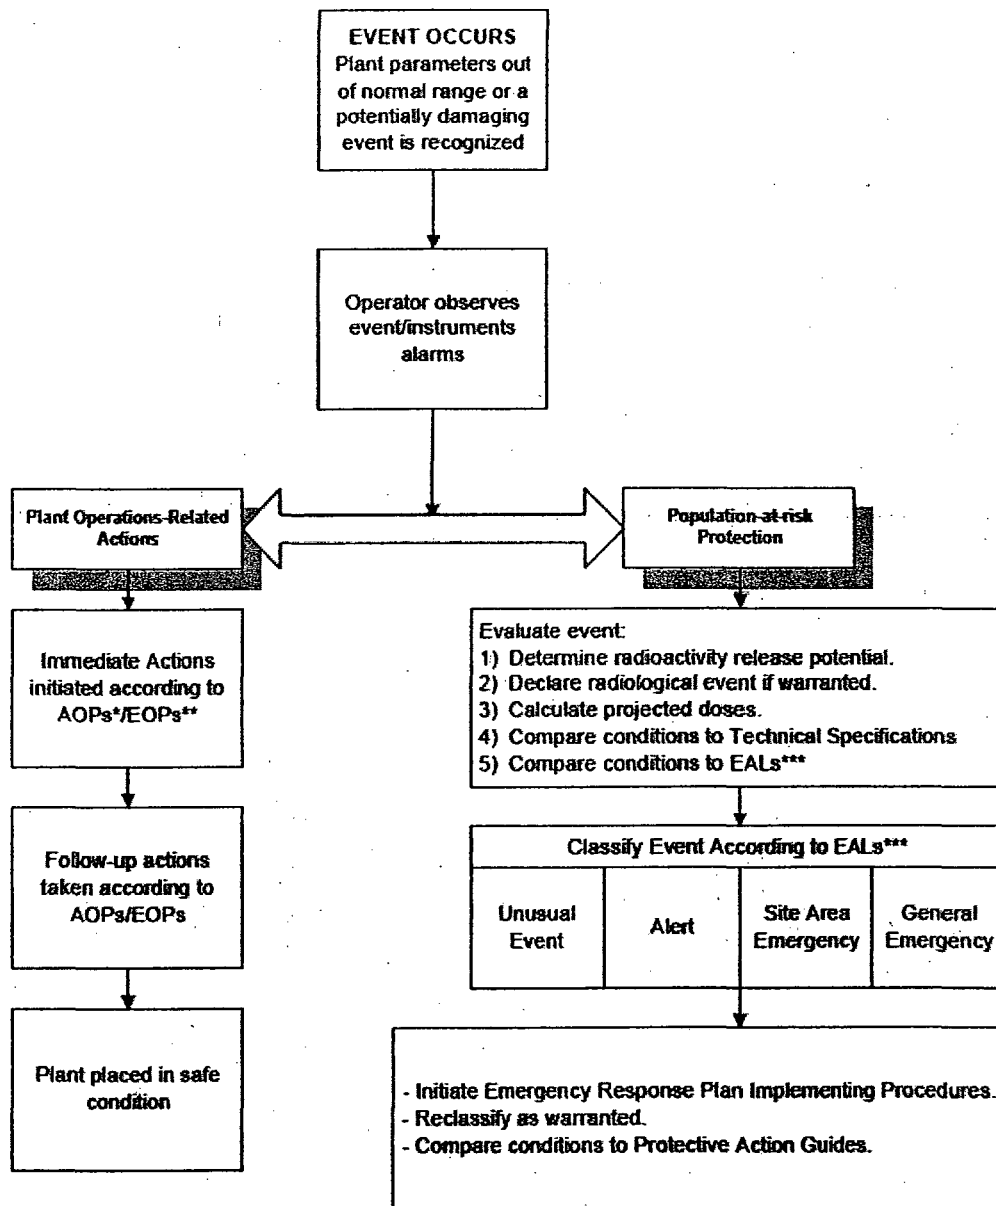 EVENT OCCURS
Plant parameters out
of normal range or a
potentially damaging
event is recognized
Operator observes
event/instruments
alarms
Plant Operations-Related
Actions
Population-at-risk
Protection
Immediate Actions
initiated according to
AOPs*/EOPs**
Follow-up actions
taken according to
AOPs/EOPs
Plant placed in safe
condition
Evaluate event:
1) Determine radioactivity release potential.
2) Declare radiological event if warranted.
3) Calculate projected doses.
4) Compare conditions to Technical Specifications
5) Compare conditions to EALs***
Classify Event According to EALs***
Unusual
Event
Alert
Site Area
Emergency
General
Emergency
- Initiate Emergency Response Plan Implementing Procedures.
- Reclassify as warranted.
- Compare conditions to Protective Action Guides.